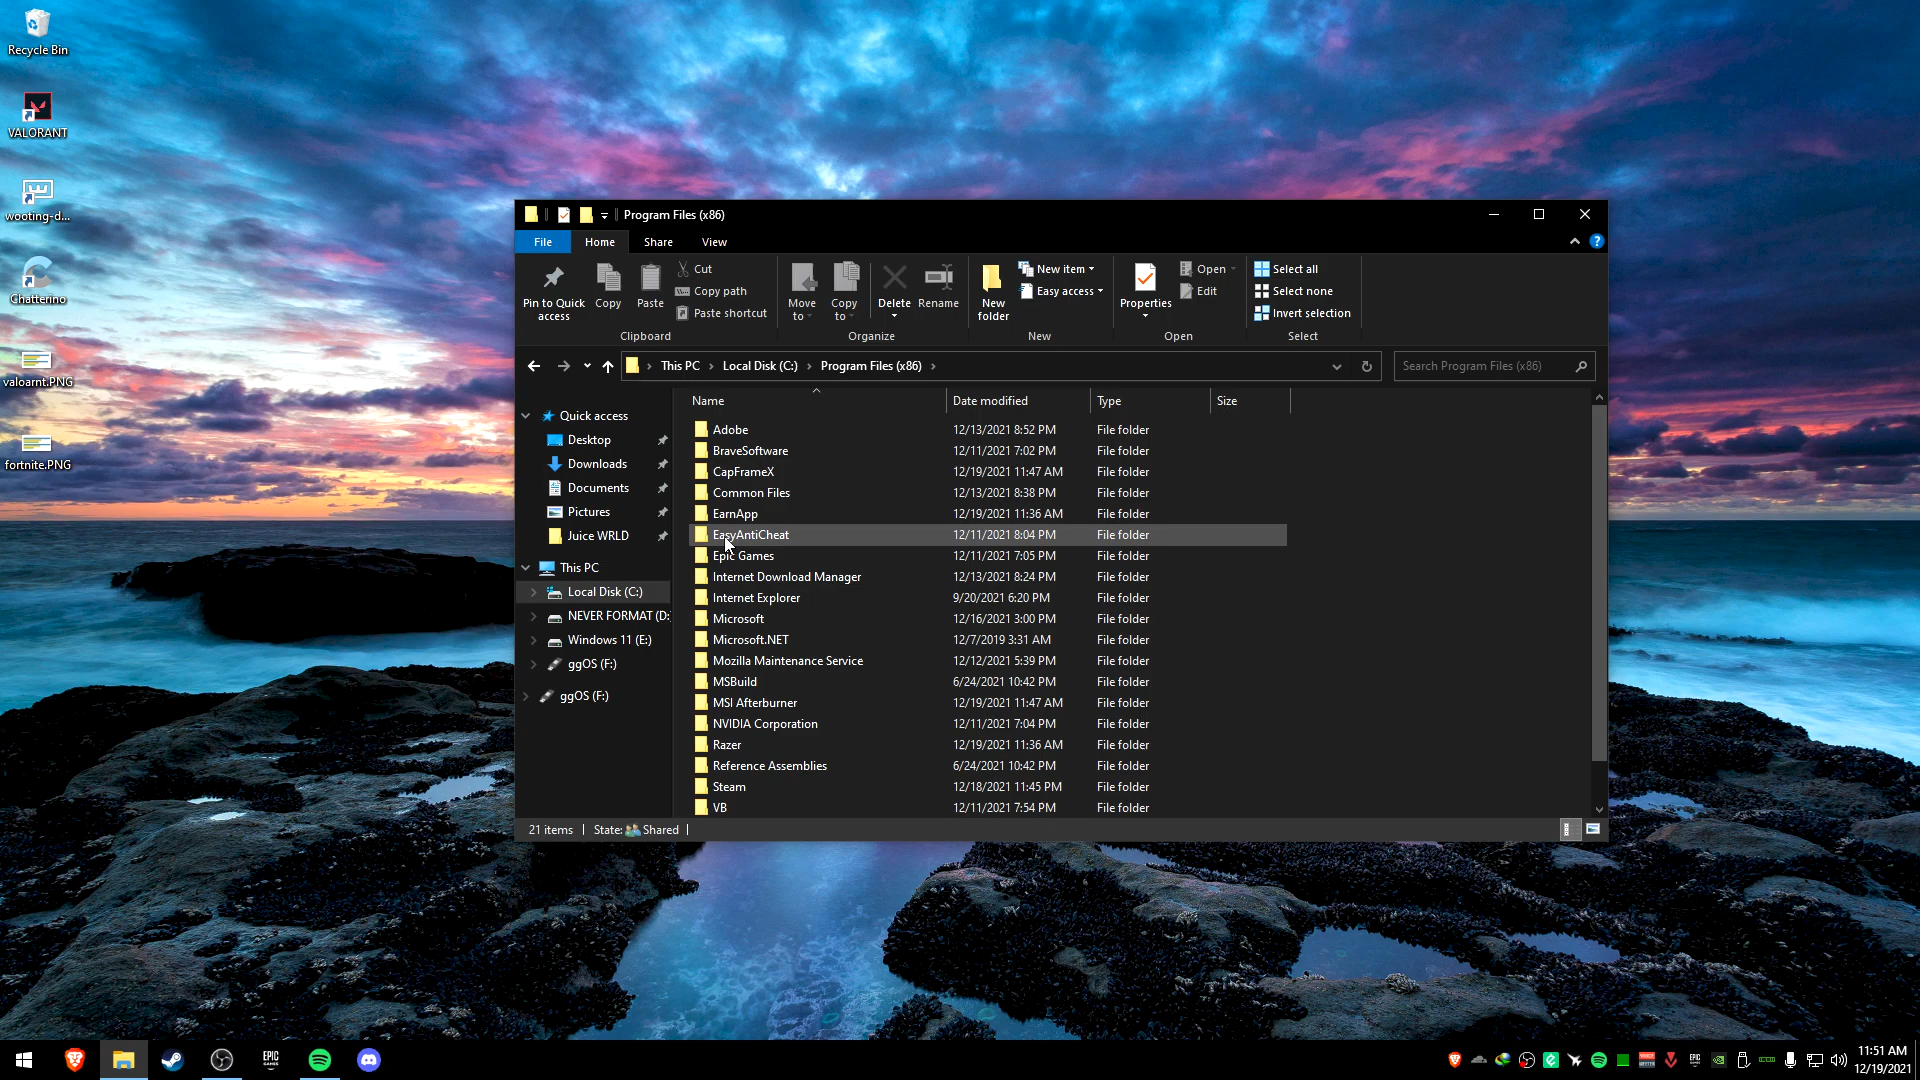 Recycle Bin
VALORANT
wooting-d...
Chatterino
valoarnt.PNG
fortnite.PNG
Program Files (x86)
File Home Share View
Pin to Quick access
Copy
Paste
Cut
Copy path
Paste shortcut
Clipboard
Move to
Copy to
Delete
Rename
Organize
New folder
New item
Easy access
New
Properties
Open
Edit
Open
Select all
Select none
Invert selection
Select
This PC > Local Disk (C:) > Program Files (x86) >
Search Program Files (x86)
Quick access
Desktop
Downloads
Documents
Pictures
Juice WRLD
This PC
Local Disk (C:)
NEVER FORMAT (D:
Windows 11 (E:)
ggOS (F:)
ggOS (F:)
Name Date modified Type Size
Adobe 12/13/2021 8:52 PM File folder
BraveSoftware 12/11/2021 7:02 PM File folder
CapFrameX 12/19/2021 11:47 AM File folder
Common Files 12/13/2021 8:38 PM File folder
EarnApp 12/19/2021 11:36 AM File folder
EasyAntiCheat 12/11/2021 8:04 PM File folder
Epic Games 12/11/2021 7:05 PM File folder
Internet Download Manager 12/13/2021 8:24 PM File folder
Internet Explorer 9/20/2021 6:20 PM File folder
Microsoft 12/16/2021 3:00 PM File folder
Microsoft.NET 12/7/2019 3:31 AM File folder
Mozilla Maintenance Service 12/12/2021 5:39 PM File folder
MSBuild 6/24/2021 10:42 PM File folder
MSI Afterburner 12/19/2021 11:47 AM File folder
NVIDIA Corporation 12/11/2021 7:04 PM File folder
Razer 12/19/2021 11:36 AM File folder
Reference Assemblies 6/24/2021 10:42 PM File folder
Steam 12/18/2021 11:45 PM File folder
VB 12/11/2021 7:54 PM File folder
21 items State: Shared
EPIC GAMES
11:51 AM
12/19/2021